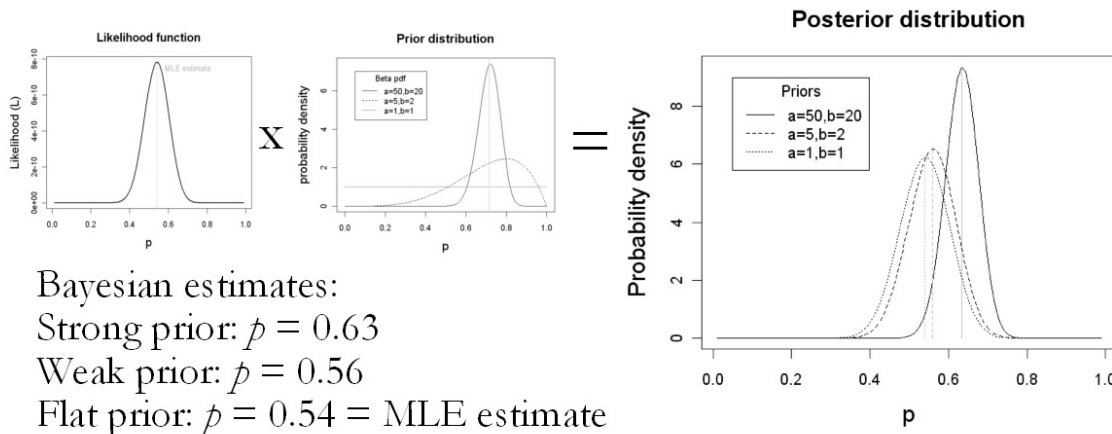 Likelihood function
Likelihood (L)
0e+00
2e-10
4e-10
6e-10
8e-10
MLE estimate
0.0 0.2 0.4 0.6 0.8 1.0
p
x
Prior distribution
probability density
0
2
4
6
Beta pdf
a=50,b=20
a=5,b=2
a=1,b=1
0.0 0.2 0.4 0.6 0.8 1.0
p
=
Posterior distribution
Probability density
0
2
4
6
8
Priors
a=50,b=20
a=5,b=2
a=1,b=1
0.0 0.2 0.4 0.6 0.8 1.0
p
Bayesian estimates:
Strong prior: p = 0.63
Weak prior: p = 0.56
Flat prior: p = 0.54 = MLE estimate